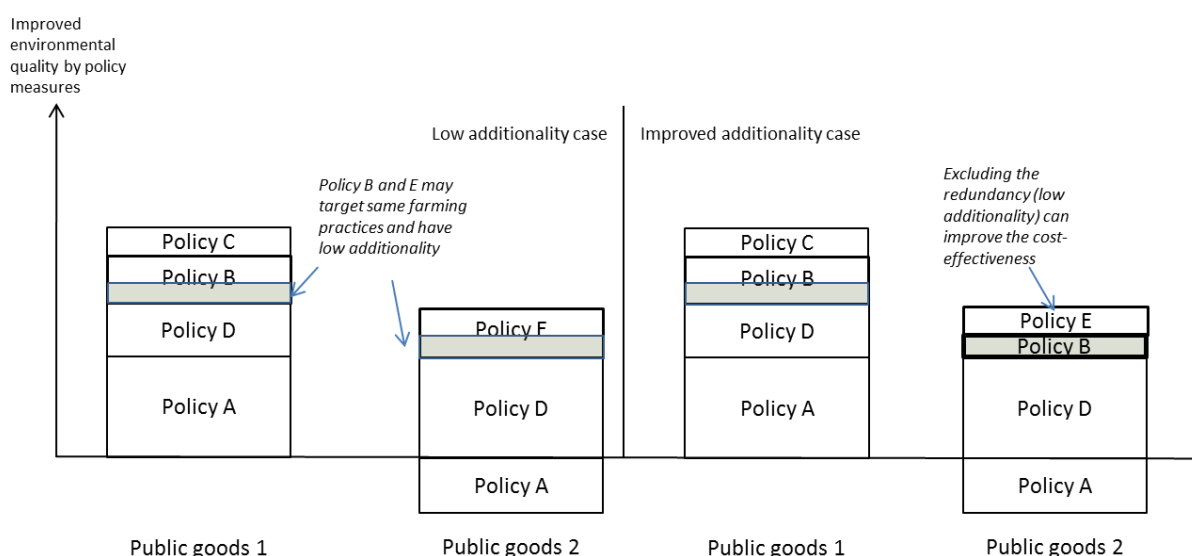 Improved
environmental
quality by policy
measures
Low additionality case
Improved additionality case
Policy B and E may
target same farming
practices and have
low additionality
Excluding the
redundancy (low
additionality) can
improve the cost-
effectiveness
Policy C
Policy B
Policy D
Policy A
Policy F
Policy D
Policy A
Policy C
Policy B
Policy D
Policy A
Policy E
Policy B
Policy D
Policy A
Public goods 1
Public goods 2
Public goods 1
Public goods 2